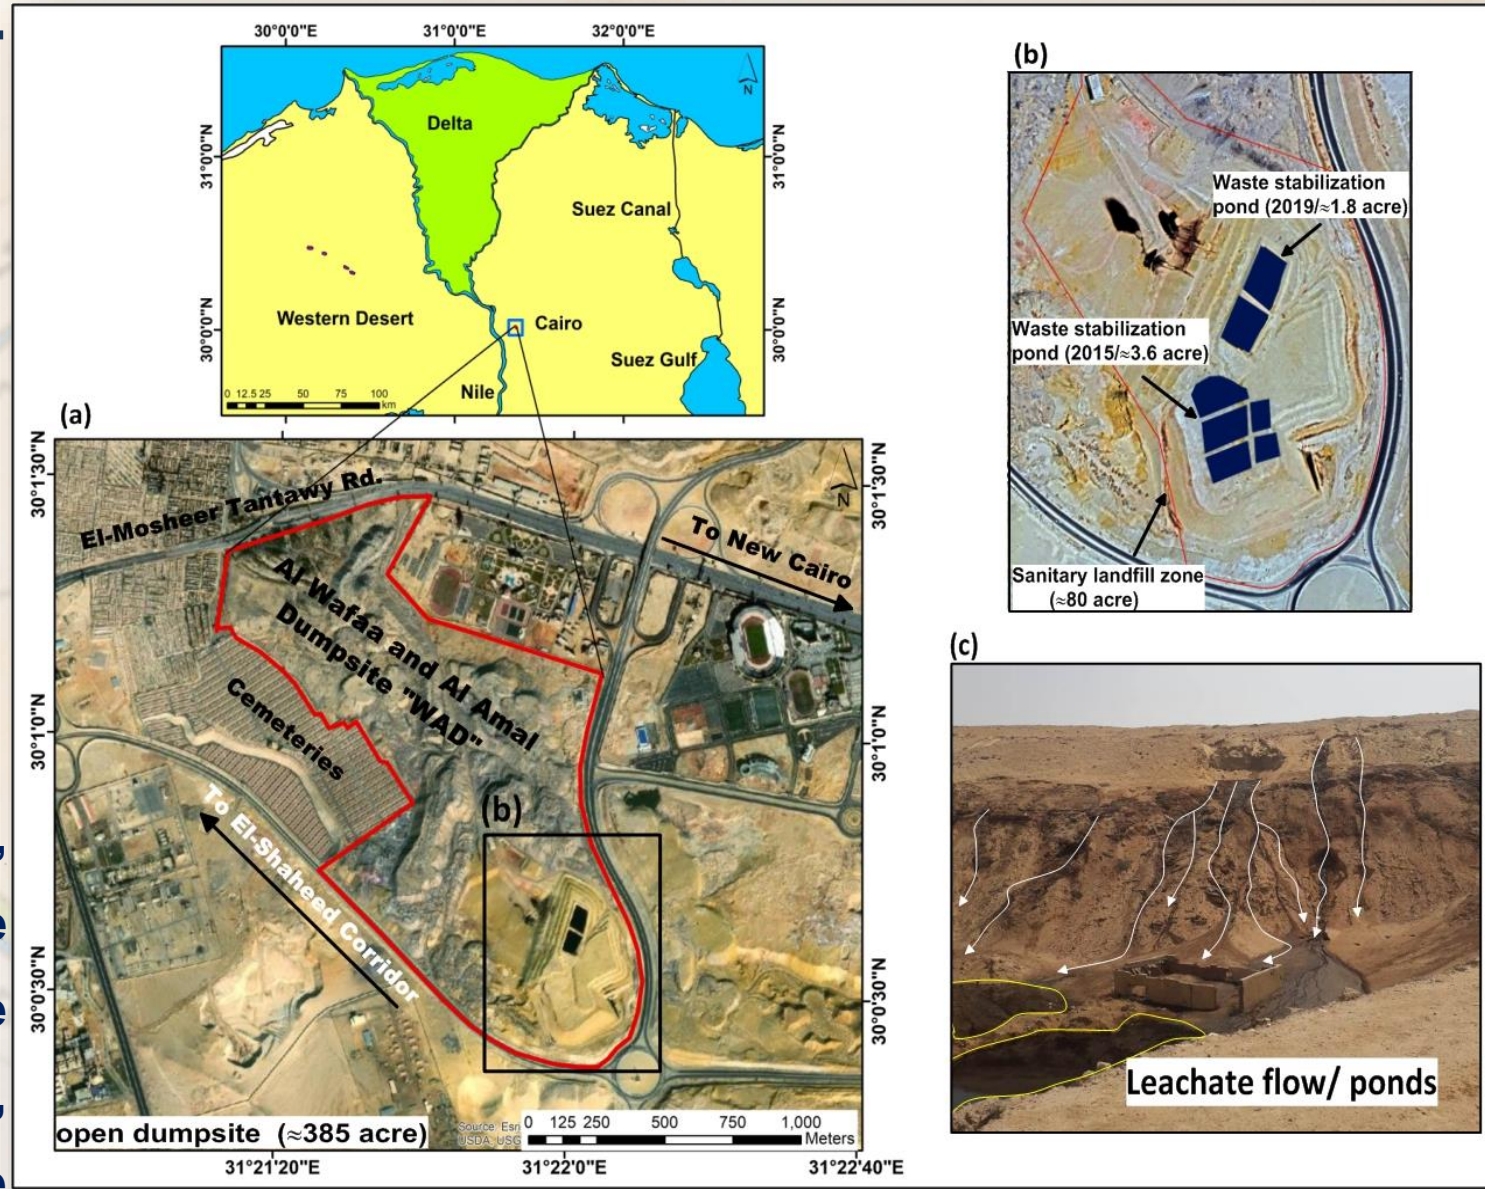 30°0'0"E
31°0'0"E
32°0'0"E
31°0'0"N
31°0'0"N
30°0'0"N
30°0'0"N
N
Delta
Suez Canal
Western Desert
Cairo
Suez Gulf
Nile
0 12.5 25 50 75 100
km
(a)
30°1'30"N
30°1'30"N
30°1'0"N
30°1'0"N
30°0'30"N
30°0'30"N
El-Mosheer Tantawy Rd.
N
To New Cairo
Al Wafaa and Al Amal
Dumpsite "WAD"
Cemeteries
To El-Shaheed Corridor
(b)
open dumpsite (≈385 acre)
Source: Esri
USDA, USG
0 125 250 500 750 1,000
Meters
31°21'20"E
31°22'0"E
31°22'40"E
(b)
Waste stabilization
pond (2019/≈1.8 acre)
Waste stabilization
pond (2015/≈3.6 acre)
Sanitary landfill zone
(≈80 acre)
(c)
Leachate flow/ ponds